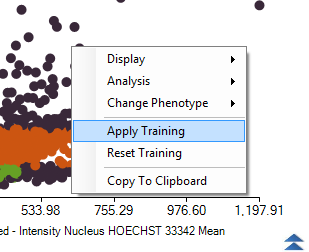 Display
Analysis
Change Phenotype
Apply Training
Reset Training
Copy To Clipboard
533.98 755.29 976.60 1,197.91
ed - Intensity Nucleus HOECHST 33342 Mean